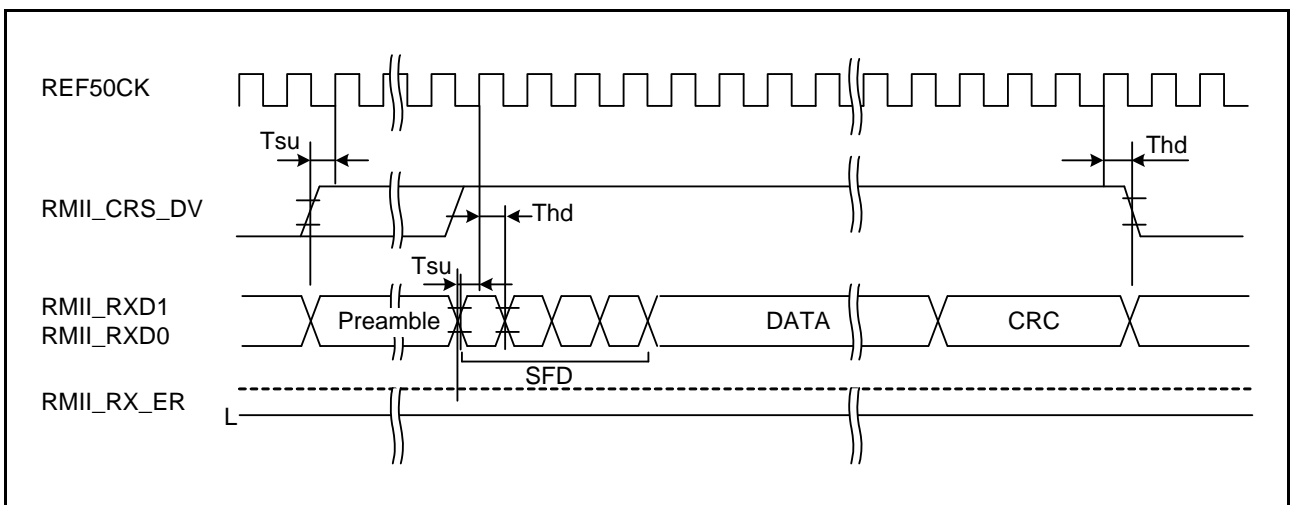 REF50CK
Tsu
Thd
RMII_CRS_DV
Thd
Tsu
RMII_RXD1
RMII_RXD0
Preamble
DATA
CRC
SFD
RMII_RX_ER
L